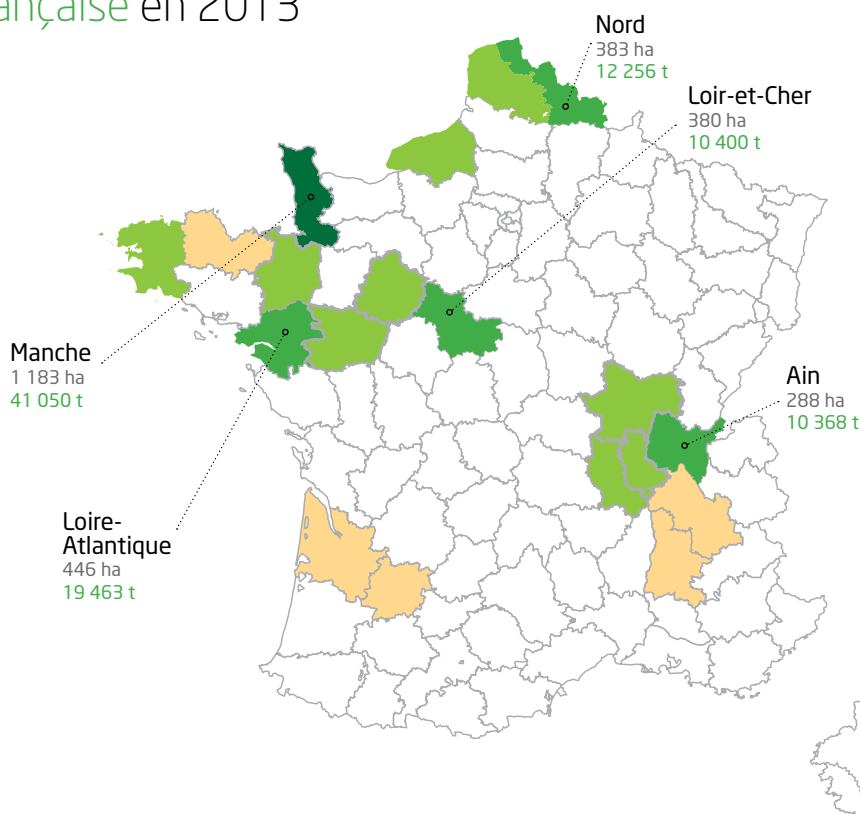 en 2013
Nord
383 ha
12 256 t
Loir-et-Cher
380 ha
10 400 t
Manche
1 183 ha
41 050 t
Ain
288 ha
10 368 t
Loire-
Atlantique
446 ha
19 463 t